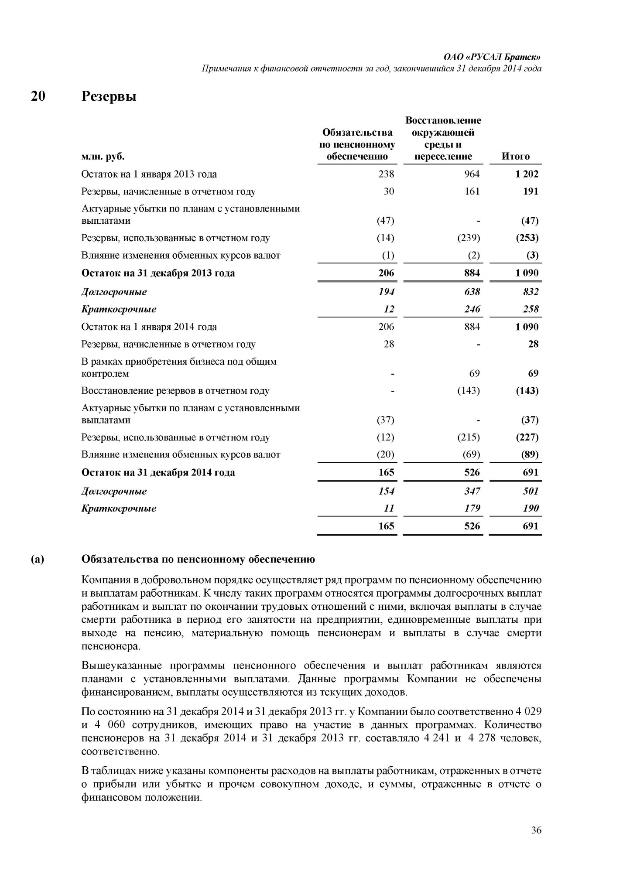 ОАО «РУСАЛ Братск»
Примечания к финансовой отчетности за год, закончившийся 31 декабря 2014 года
20 Резервы
млн. руб. Обязательства по пенсионному обеспечению Восстановление окружающей среды и переселение Итого
Остаток на 1 января 2013 года 238 964 1 202
Резервы, начисленные в отчетном году 30 161 191
Актуарные убытки по планам с установленными
выплатами (47) - (47)
Резервы, использованные в отчетном году (14) (239) (253)
Влияние изменения обменных курсов валют (1) (2) (3)
Остаток на 31 декабря 2013 года 206 884 1 090
Долгосрочные 194 638 832
Краткосрочные 12 246 258
Остаток на 1 января 2014 года 206 884 1 090
Резервы, начисленные в отчетном году 28 - 28
В рамках приобретения бизнеса под общим
контролем - 69 69
Восстановление резервов в отчетном году - (143) (143)
Актуарные убытки по планам с установленными
выплатами (37) - (37)
Резервы, использованные в отчетном году (12) (215) (227)
Влияние изменения обменных курсов валют (20) (69) (89)
Остаток на 31 декабря 2014 года 165 526 691
Долгосрочные 154 347 501
Краткосрочные 11 179 190
165 526 691
(a) Обязательства по пенсионному обеспечению
Компания в добровольном порядке осуществляет ряд программ по пенсионному обеспечению
и выплатам работникам. К числу таких программ относятся программы долгосрочных выплат
работникам и выплат по окончании трудовых отношений с ними, включая выплаты в случае
смерти работника в период его занятости на предприятии, единовременные выплаты при
выходе на пенсию, материальную помощь пенсионерам и выплаты в случае смерти
пенсионера.
Вышеуказанные программы пенсионного обеспечения и выплат работникам являются
планами с установленными выплатами. Данные программы Компании не обеспечены
финансированием, выплаты осуществляются из текущих доходов.
По состоянию на 31 декабря 2014 и 31 декабря 2013 гг. у Компании было соответственно 4 029
и 4 060 сотрудников, имеющих право на участие в данных программах. Количество
пенсионеров на 31 декабря 2014 и 31 декабря 2013 гг. составляло 4 241 и 4 278 человек,
соответственно.
В таблицах ниже указаны компоненты расходов на выплаты работникам, отраженных в отчете
о прибыли или убытке и прочем совокупном доходе, и суммы, отраженные в отчете о
финансовом положении.
36